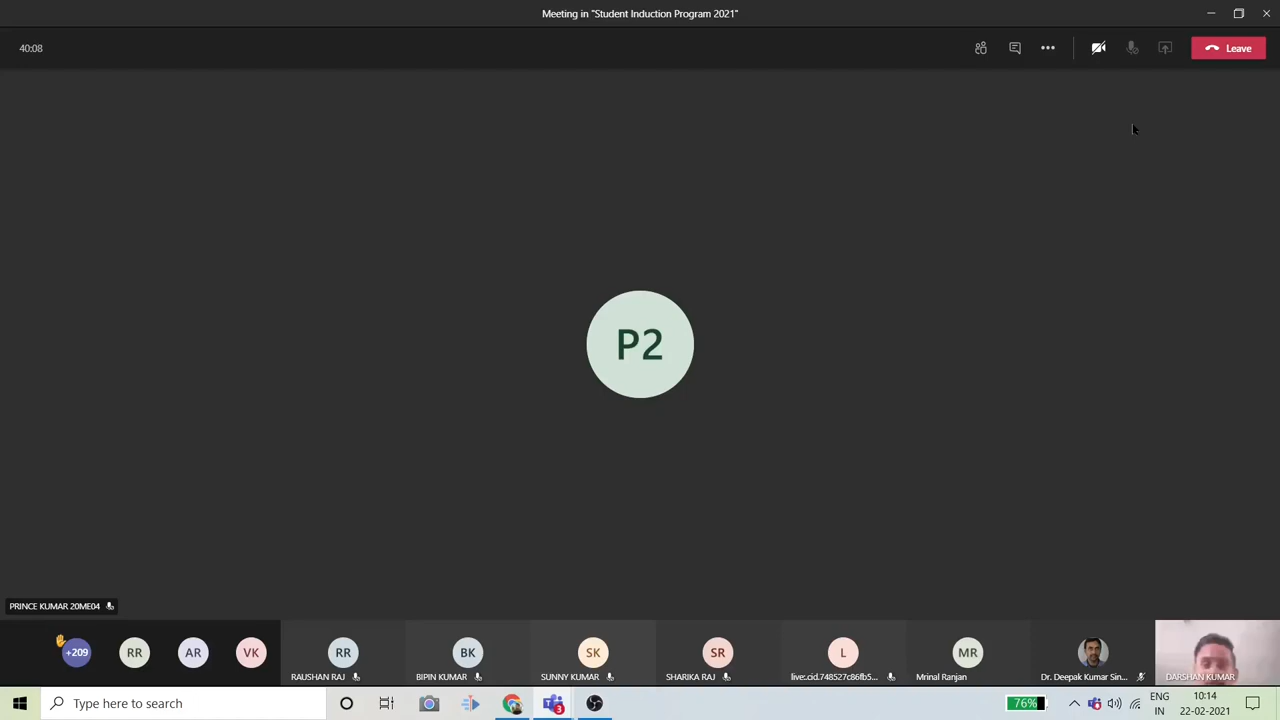 Meeting in "Student Induction Program 2021"
40:08
Leave
P2
PRINCE KUMAR 20ME04
+209
RR
AR
VK
RR
BK
SK
SR
L
MR
RAUSHAN RAJ
BIPIN KUMAR
SUNNY KUMAR
SHARIKA RAJ
live:.cid.748527c86fb5...
Mrinal Ranjan
Dr. Deepak Kumar Sin...
DARSHAN KUMAR
Type here to search
3
76%
ENG
IN
10:14
22-02-2021